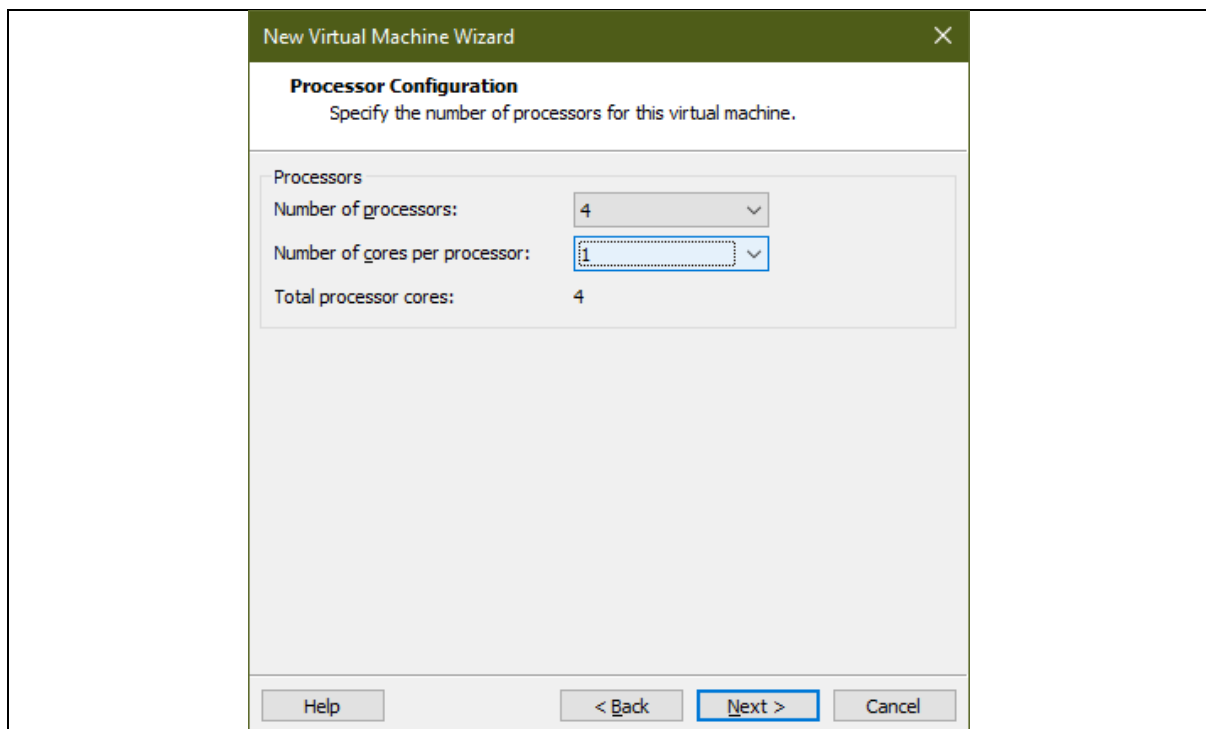 New Virtual Machine Wizard
Processor Configuration
Specify the number of processors for this virtual machine.
Processors
Number of processors: 4
Number of cores per processor: 1
Total processor cores: 4
Help < Back Next > Cancel